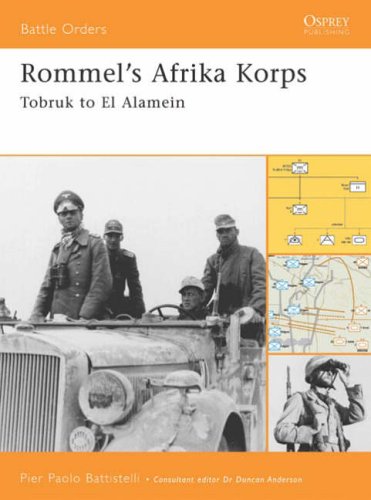 Battle Orders
OSPREY
PUBLISHING
Rommel's Afrika Korps
Tobruk to El Alamein
Pier Paolo Battistelli • Consultant editor Dr Duncan Anderson